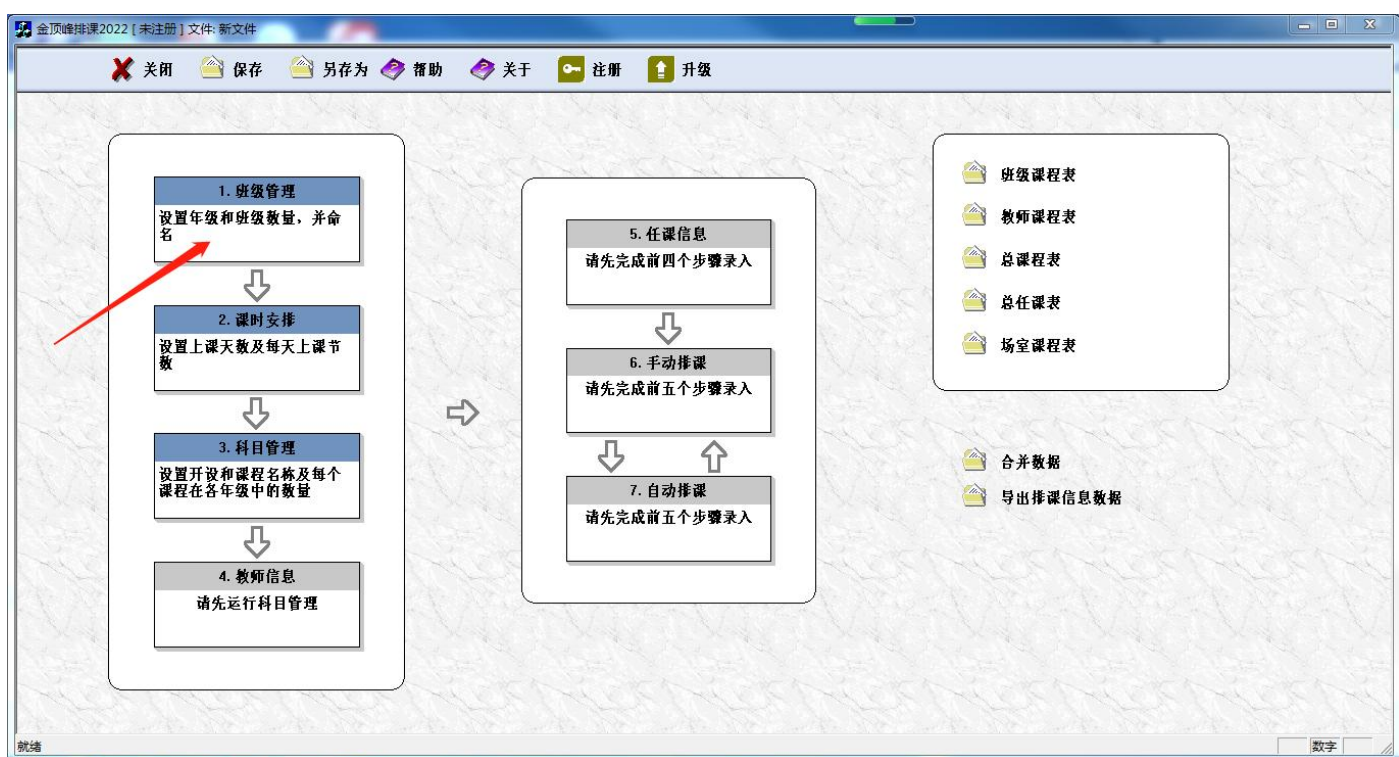 金顶峰排课2022 [ 未注册 ] 文件: 新文件
关闭 保存 另存为 帮助 关于 注册 升级
1. 班级管理
设置年级和班级数量，并命
名
2. 课时安排
设置上课天数及每天上课节
数
3. 科目管理
设置开设和课程名称及每个
课程在各年级中的数量
4. 教师信息
请先运行科目管理
5. 任课信息
请先完成前四个步骤录入
6. 手动排课
请先完成前五个步骤录入
7. 自动排课
请先完成前五个步骤录入
班级课程表
教师课程表
总课程表
总任课表
场室课程表
合并数据
导出排课信息数据
就绪
数字